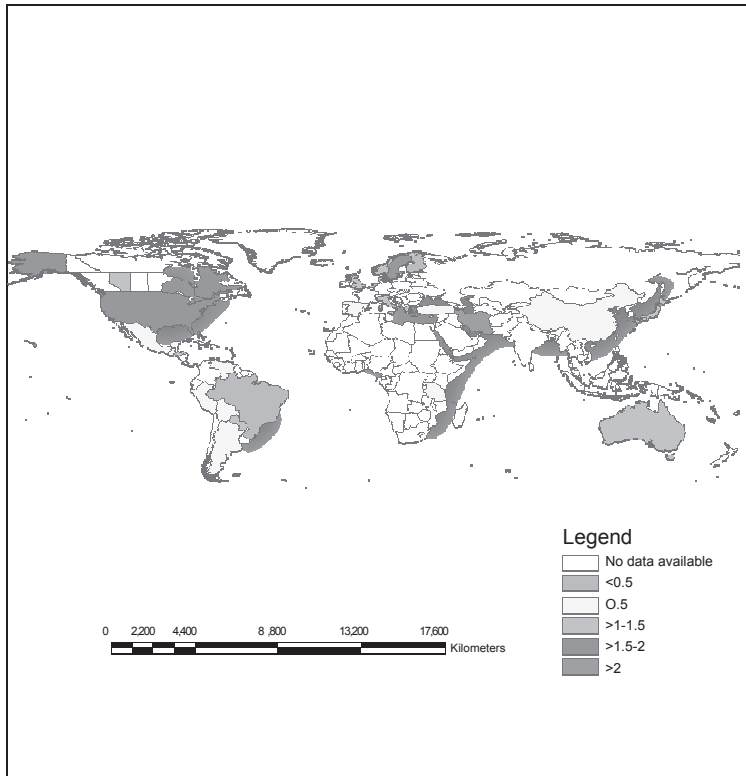 Legend
No data available
<0.5
O.5
>1-1.5
>1.5-2
>2
0 2,200 4,400 8 ,800 13,200 17,600
Kilometers